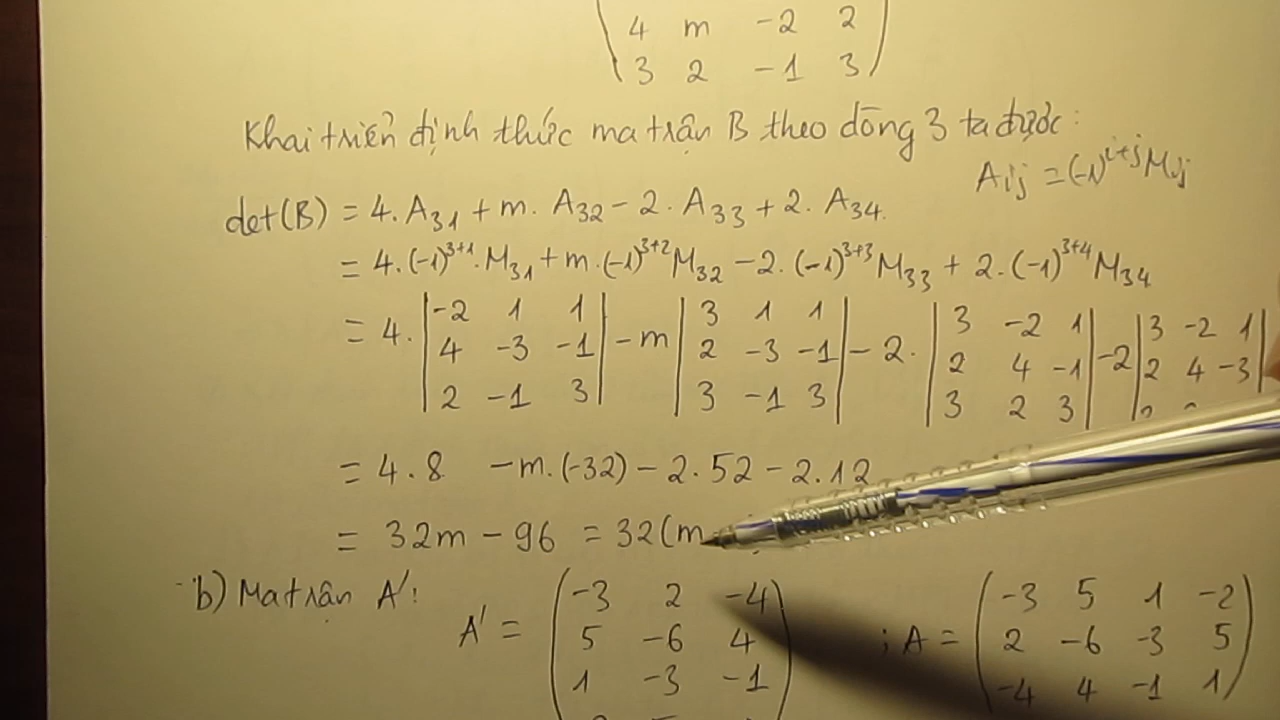 4 m -2 2
3 2 -1 3
Khai triển định thức ma trận B theo dòng 3 ta được:
Aij = (-1)^i+j Mij
det(B) = 4. A31 + m. A32 - 2. A33 + 2. A34.
= 4.(-1)^3+1. M31 + m.(-1)^3+2 M32 - 2. (-1)^3+3 M33 + 2. (-1)^3+4 M34
= 4. | -2 1 1 | - m | 3 1 1 | - 2. | 3 -2 1 | -2 | 3 -2 1 |
| 4 -3 -1 | | 2 -3 -1 | | 2 4 -1 | | 2 4 -3 |
| 2 -1 3 | | 3 -1 3 | | 3 2 3 |
= 4.8 - m.(-32) - 2.52 - 2.12
= 32m - 96 = 32(m
b) Ma trận A':
-3 2 -4 -3 5 1 -2
A' = 5 -6 4 ; A = 2 -6 -3 5
1 -3 -1 -4 4 -1 1